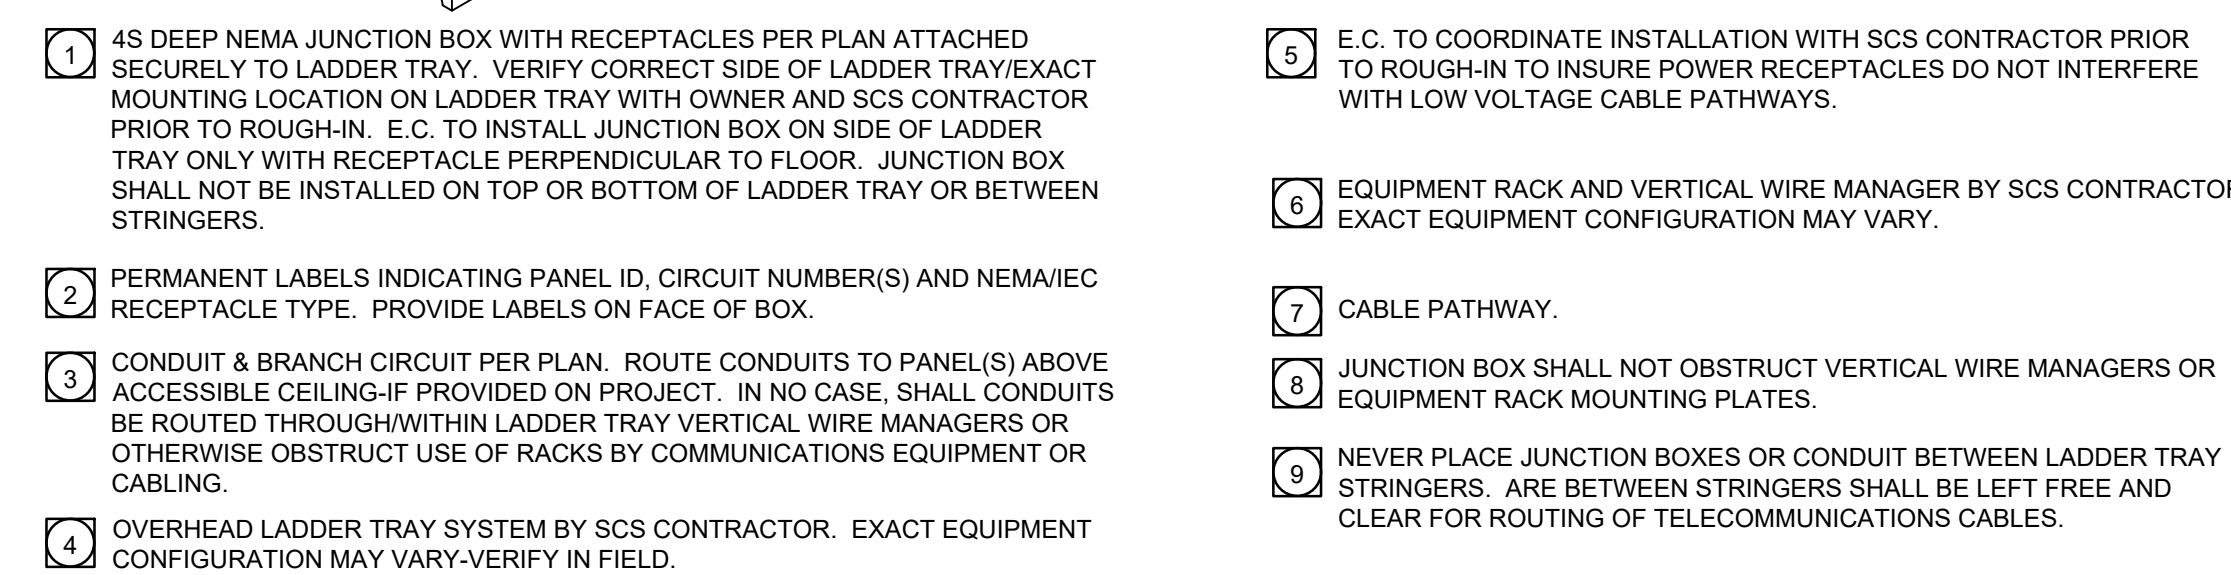 1
4S DEEP NEMA JUNCTION BOX WITH RECEPTACLES PER PLAN ATTACHED
SECURELY TO LADDER TRAY. VERIFY CORRECT SIDE OF LADDER TRAY/EXACT
MOUNTING LOCATION ON LADDER TRAY WITH OWNER AND SCS CONTRACTOR
PRIOR TO ROUGH-IN. E.C. TO INSTALL JUNCTION BOX ON SIDE OF LADDER
TRAY ONLY WITH RECEPTACLE PERPENDICULAR TO FLOOR. JUNCTION BOX
SHALL NOT BE INSTALLED ON TOP OR BOTTOM OF LADDER TRAY OR BETWEEN
STRINGERS.
2
PERMANENT LABELS INDICATING PANEL ID, CIRCUIT NUMBER(S) AND NEMA/IEC
RECEPTACLE TYPE. PROVIDE LABELS ON FACE OF BOX.
3
CONDUIT & BRANCH CIRCUIT PER PLAN. ROUTE CONDUITS TO PANEL(S) ABOVE
ACCESSIBLE CEILING-IF PROVIDED ON PROJECT. IN NO CASE, SHALL CONDUITS
BE ROUTED THROUGH/WITHIN LADDER TRAY VERTICAL WIRE MANAGERS OR
OTHERWISE OBSTRUCT USE OF RACKS BY COMMUNICATIONS EQUIPMENT OR
CABLING.
4
OVERHEAD LADDER TRAY SYSTEM BY SCS CONTRACTOR. EXACT EQUIPMENT
CONFIGURATION MAY VARY-VERIFY IN FIELD.
5
E.C. TO COORDINATE INSTALLATION WITH SCS CONTRACTOR PRIOR
TO ROUGH-IN TO INSURE POWER RECEPTACLES DO NOT INTERFERE
WITH LOW VOLTAGE CABLE PATHWAYS.
6
EQUIPMENT RACK AND VERTICAL WIRE MANAGER BY SCS CONTRACTOR
EXACT EQUIPMENT CONFIGURATION MAY VARY.
7
CABLE PATHWAY.
8
JUNCTION BOX SHALL NOT OBSTRUCT VERTICAL WIRE MANAGERS OR
EQUIPMENT RACK MOUNTING PLATES.
9
NEVER PLACE JUNCTION BOXES OR CONDUIT BETWEEN LADDER TRAY
STRINGERS. ARE BETWEEN STRINGERS SHALL BE LEFT FREE AND
CLEAR FOR ROUTING OF TELECOMMUNICATIONS CABLES.